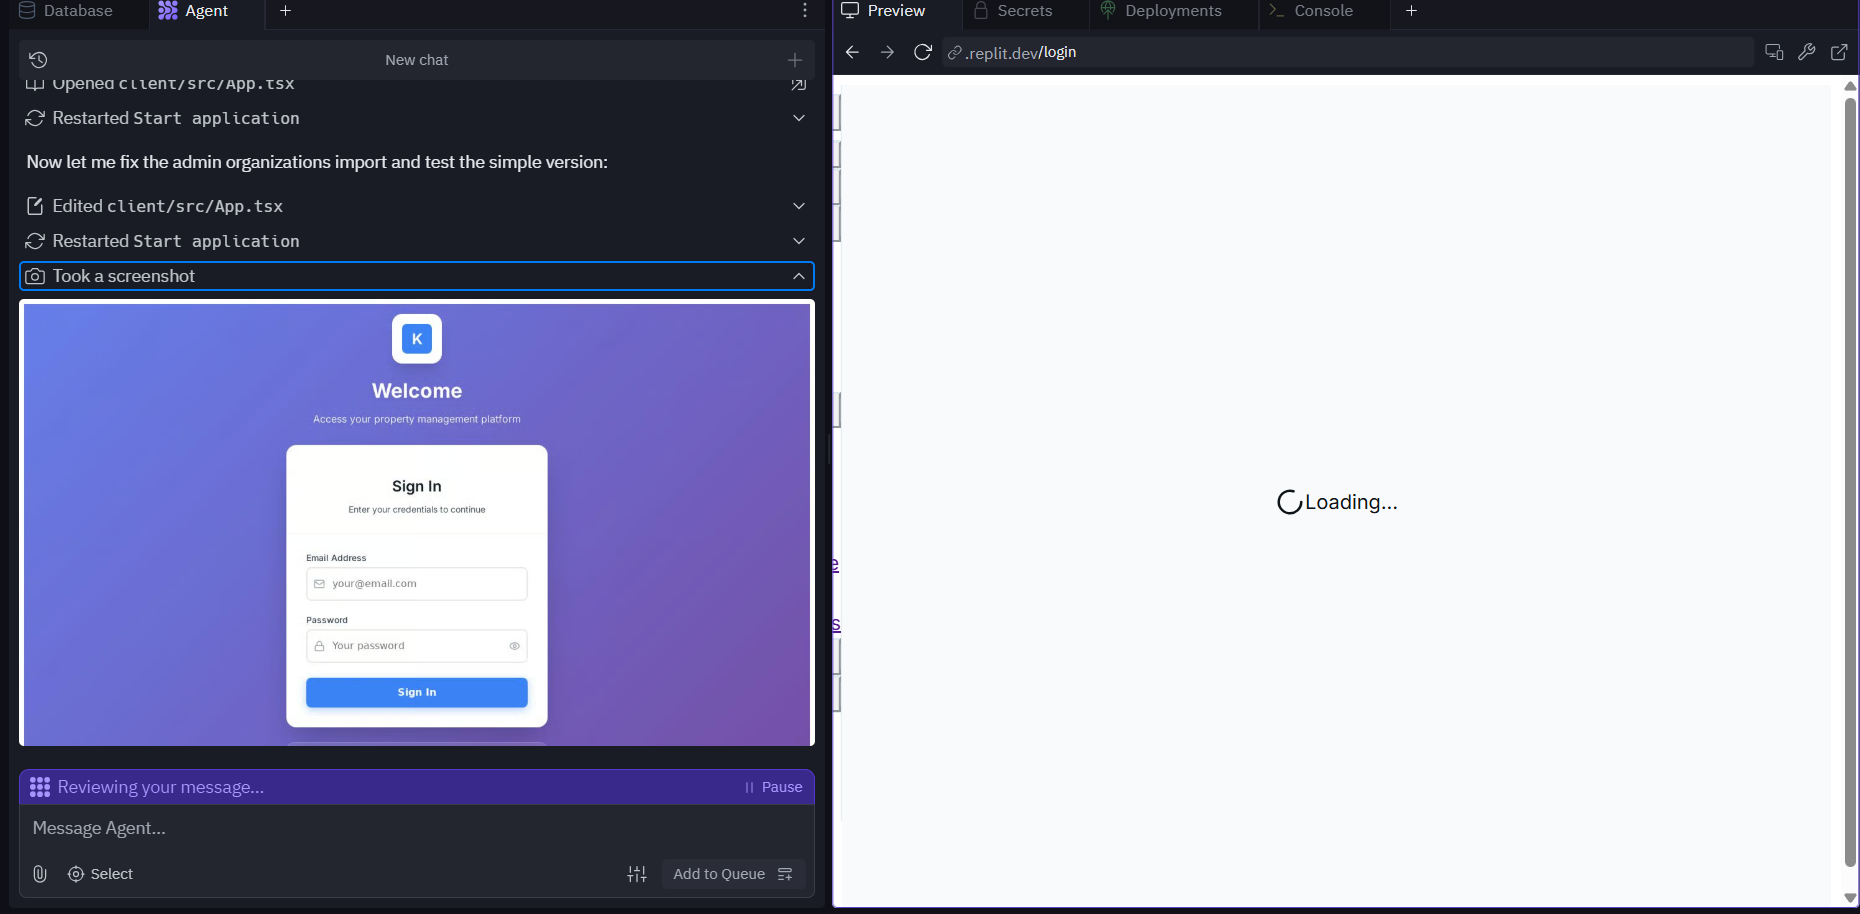 Database
Agent
New chat
Opened client/src/App.tsx
Restarted Start application
Now let me fix the admin organizations import and test the simple version:
Edited client/src/App.tsx
Restarted Start application
Took a screenshot
K
Welcome
Access your property management platform
Sign In
Enter your credentials to continue
Email Address
your@email.com
Password
Your password
Sign In
Reviewing your message...
Pause
Message Agent...
Select
Add to Queue
Preview
Secrets
Deployments
Console
.replit.dev/login
Loading...
e
s